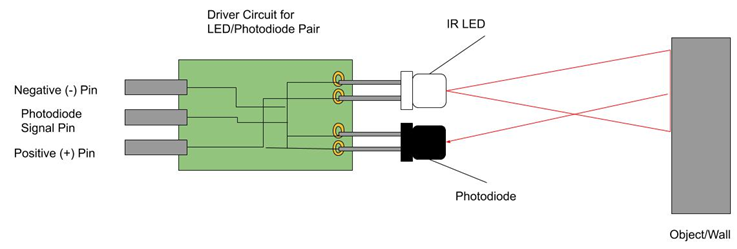 Driver Circuit for
LED/Photodiode Pair
IR LED
Negative (-) Pin
Photodiode
Signal Pin
Positive (+) Pin
Photodiode
Object/Wall